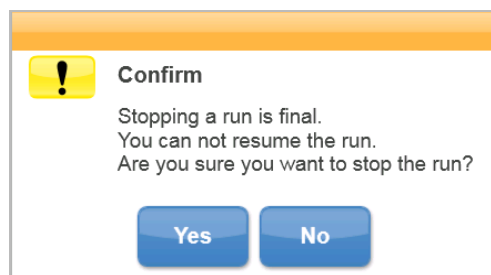 Confirm
Stopping a run is final.
You can not resume the run.
Are you sure you want to stop the run?
Yes
No